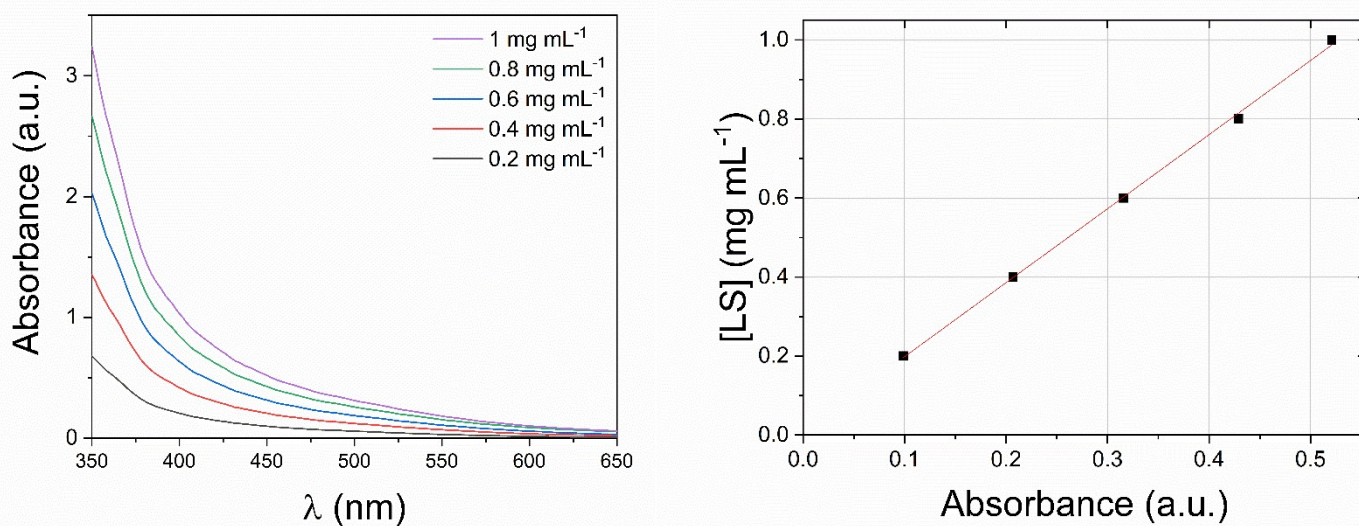 1 mg mL⁻¹
0.8 mg mL⁻¹
0.6 mg mL⁻¹
0.4 mg mL⁻¹
0.2 mg mL⁻¹
Absorbance (a.u.)
3
2
1
0
350 400 450 500 550 600 650
λ (nm)
[LS] (mg mL⁻¹)
1.0
0.8
0.6
0.4
0.2
0.0
0.0 0.1 0.2 0.3 0.4 0.5
Absorbance (a.u.)